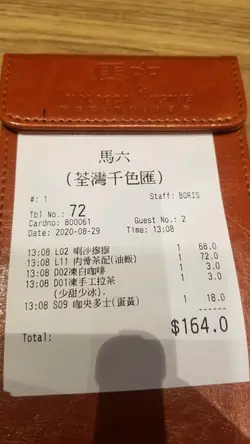 馬六
(荃灣千色匯)
#: 1 Staff: BORIS
Tbl No.: 72
Cardno: 800061 Guest No.: 2
Date: 2020-08-29 Time: 13:08
13:08 L02 喇沙摩摩 1 68.0
13:08 L11 肉骨茶配(油飯) 1 72.0
13:08 D02凍白咖啡 1 3.0
13:08 D01凍手工拉茶 1 3.0
(少甜少冰).
13:08 S09 咖央多士(蛋黃) 1 18.0
Total: $164.0